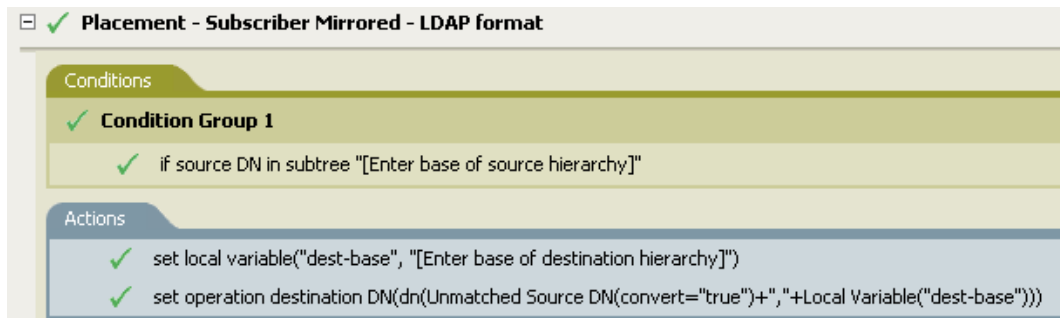 Placement - Subscriber Mirrored - LDAP format
Conditions
Condition Group 1
if source DN in subtree "[Enter base of source hierarchy]"
Actions
set local variable("dest-base", "[Enter base of destination hierarchy]")
set operation destination DN(dn(Unmatched Source DN(convert="true")+","+Local Variable("dest-base")))